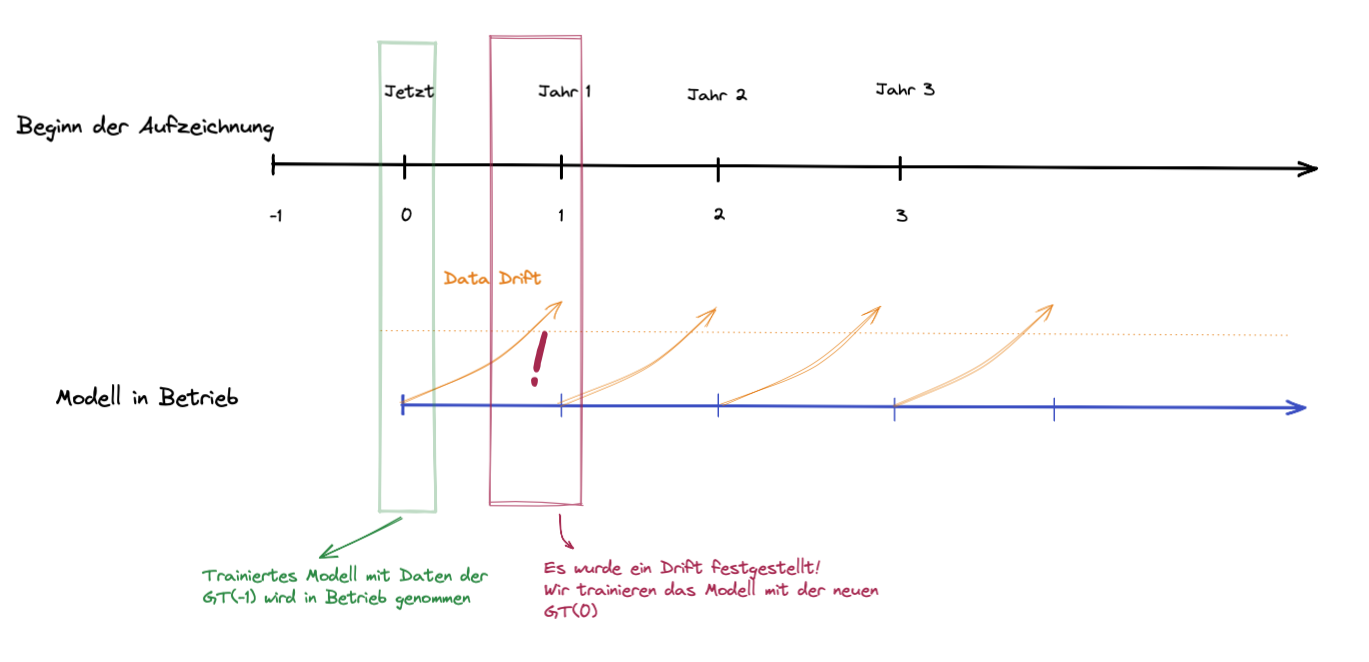 Jetzt
Jahr 1
Jahr 2
Jahr 3
Beginn der Aufzeichnung
-1
0
1
2
3
Data Drift
!
Modell in Betrieb
Trainiertes Modell mit Daten der
GT(-1) wird in Betrieb genommen
Es wurde ein Drift festgestellt!
Wir trainieren das Modell mit der neuen
GT(0)